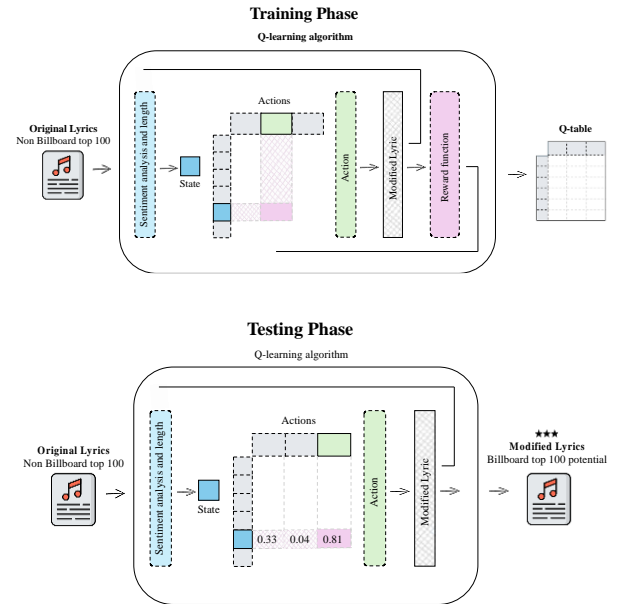 Training Phase
Q-learning algorithm
Actions
Original Lyrics
Non Billboard top 100
Sentiment analysis and length
State
Action
Modified Lyric
Reward function
Q-table
Testing Phase
Q-learning algorithm
Actions
Original Lyrics
Non Billboard top 100
Sentiment analysis and length
State
0.33 0.04 0.81
Action
Modified Lyric
★★★
Modified Lyrics
Billboard top 100 potential